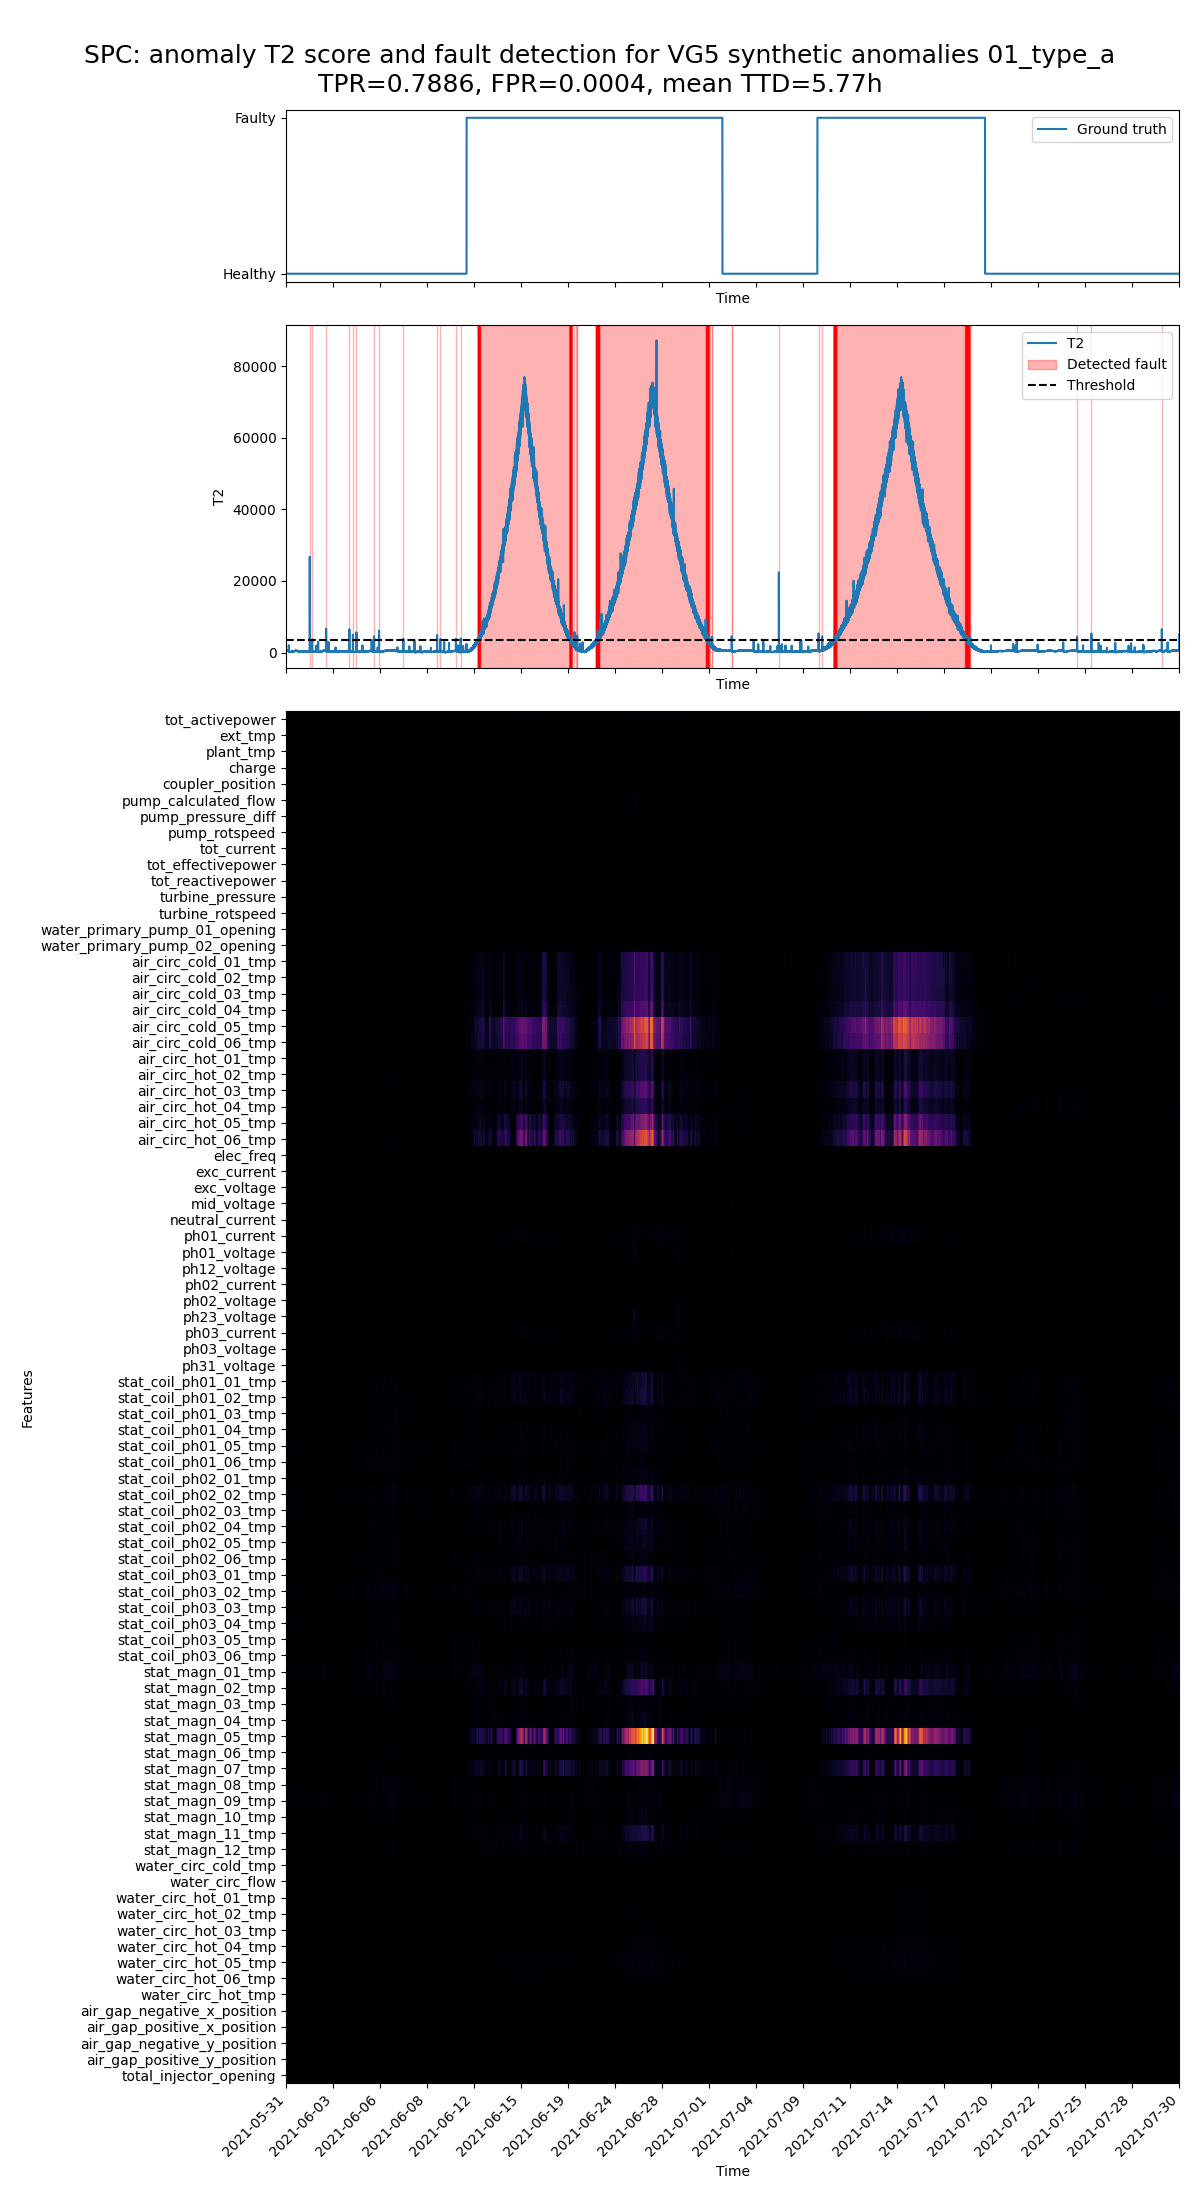 SPC: anomaly T2 score and fault detection for VG5 synthetic anomalies 01_type_a
TPR=0.7886, FPR=0.0004, mean TTD=5.77h
Faulty
Healthy
Ground truth
Time
80000
60000
40000
20000
0
T2
T2
Detected fault
Threshold
Time
tot_activepower
ext_tmp
plant_tmp
charge
coupler_position
pump_calculated_flow
pump_pressure_diff
pump_rotspeed
tot_current
tot_effectivepower
tot_reactivepower
turbine_pressure
turbine_rotspeed
water_primary_pump_01_opening
water_primary_pump_02_opening
air_circ_cold_01_tmp
air_circ_cold_02_tmp
air_circ_cold_03_tmp
air_circ_cold_04_tmp
air_circ_cold_05_tmp
air_circ_cold_06_tmp
air_circ_hot_01_tmp
air_circ_hot_02_tmp
air_circ_hot_03_tmp
air_circ_hot_04_tmp
air_circ_hot_05_tmp
air_circ_hot_06_tmp
elec_freq
exc_current
exc_voltage
mid_voltage
neutral_current
ph01_current
ph01_voltage
ph12_voltage
ph02_current
ph02_voltage
ph23_voltage
ph03_current
ph03_voltage
ph31_voltage
stat_coil_ph01_01_tmp
stat_coil_ph01_02_tmp
stat_coil_ph01_03_tmp
stat_coil_ph01_04_tmp
stat_coil_ph01_05_tmp
stat_coil_ph01_06_tmp
stat_coil_ph02_01_tmp
stat_coil_ph02_02_tmp
stat_coil_ph02_03_tmp
stat_coil_ph02_04_tmp
stat_coil_ph02_05_tmp
stat_coil_ph02_06_tmp
stat_coil_ph03_01_tmp
stat_coil_ph03_02_tmp
stat_coil_ph03_03_tmp
stat_coil_ph03_04_tmp
stat_coil_ph03_05_tmp
stat_coil_ph03_06_tmp
stat_magn_01_tmp
stat_magn_02_tmp
stat_magn_03_tmp
stat_magn_04_tmp
stat_magn_05_tmp
stat_magn_06_tmp
stat_magn_07_tmp
stat_magn_08_tmp
stat_magn_09_tmp
stat_magn_10_tmp
stat_magn_11_tmp
stat_magn_12_tmp
water_circ_cold_tmp
water_circ_flow
water_circ_hot_01_tmp
water_circ_hot_02_tmp
water_circ_hot_03_tmp
water_circ_hot_04_tmp
water_circ_hot_05_tmp
water_circ_hot_06_tmp
water_circ_hot_tmp
air_gap_negative_x_position
air_gap_positive_x_position
air_gap_negative_y_position
air_gap_positive_y_position
total_injector_opening
Features
2021-05-31
2021-06-03
2021-06-06
2021-06-08
2021-06-12
2021-06-15
2021-06-19
2021-06-24
2021-06-28
2021-07-01
2021-07-04
2021-07-09
2021-07-11
2021-07-14
2021-07-17
2021-07-20
2021-07-22
2021-07-25
2021-07-28
2021-07-30
Time